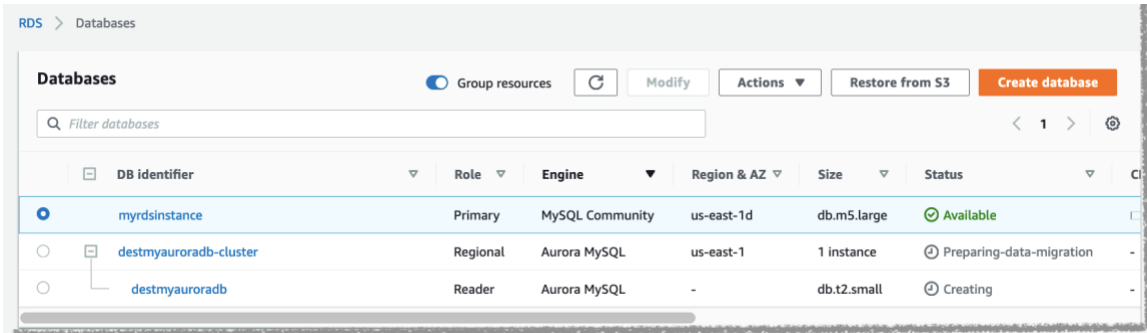 RDS > Databases
Databases Group resources Modify Actions Restore from S3 Create database
Filter databases < 1 >
DB identifier Role Engine Region & AZ Size Status
myrdsinstance Primary MySQL Community us-east-1d db.m5.large Available
destmyauroradb-cluster Regional Aurora MySQL us-east-1 1 instance Preparing-data-migration -
destmyauroradb Reader Aurora MySQL - db.t2.small Creating -